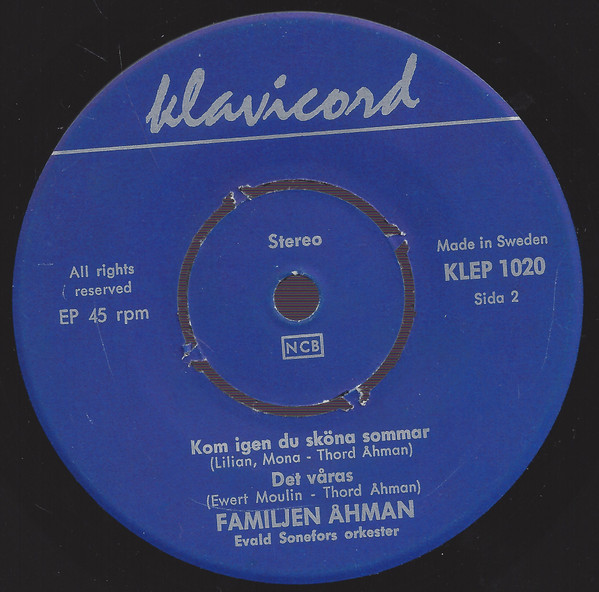 klavicord
Stereo
All rights
reserved
EP 45 rpm
Made in Sweden
KLEP 1020
Sida 2
NCB
Kom igen du sköna sommar
(Lilian, Mona - Thord Åhman)
Det våras
(Ewert Moulin - Thord Åhman)
FAMILJEN ÅHMAN
Evald Sonefors orkester